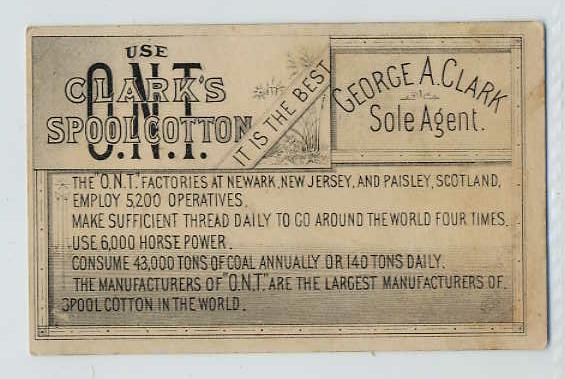 USE
CLARK'S
O.N.T.
SPOOL COTTON
IT IS THE BEST
GEORGE A. CLARK
Sole Agent.
THE "O.N.T." FACTORIES AT NEWARK, NEW JERSEY, AND PAISLEY, SCOTLAND,
EMPLOY 5,200 OPERATIVES.
MAKE SUFFICIENT THREAD DAILY TO GO AROUND THE WORLD FOUR TIMES.
USE 6,000 HORSE POWER.
CONSUME 43,000 TONS OF COAL ANNUALLY OR 140 TONS DAILY.
THE MANUFACTURERS OF "O.N.T." ARE THE LARGEST MANUFACTURERS OF
SPOOL COTTON IN THE WORLD.